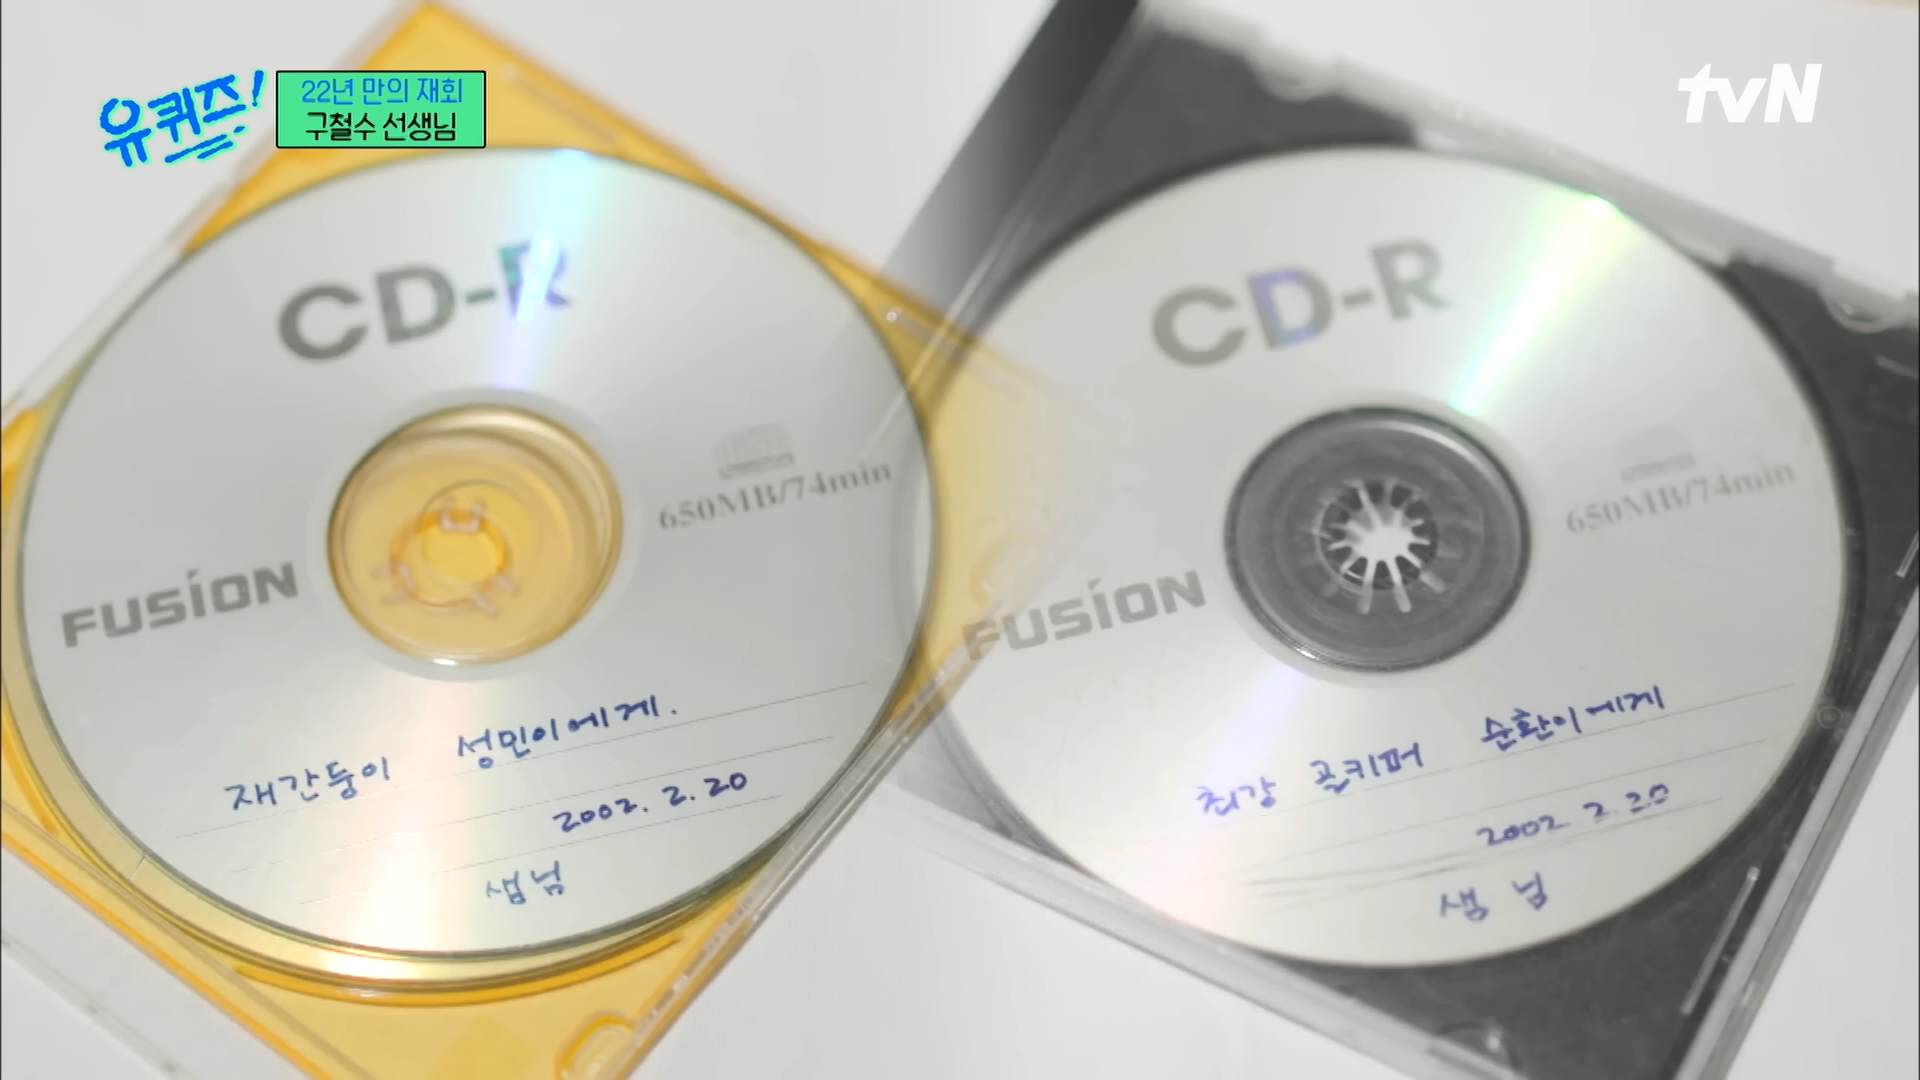 유퀴즈!
22년 만의 재회
구철수 선생님
tvN
CD-R
650MB/74min
FUSION
재간둥이 성민이에게.
2002. 2. 20
샘님
CD-R
650MB/74min
FUSION
최강 골키퍼 순환이에게
2002. 2. 20
샘님